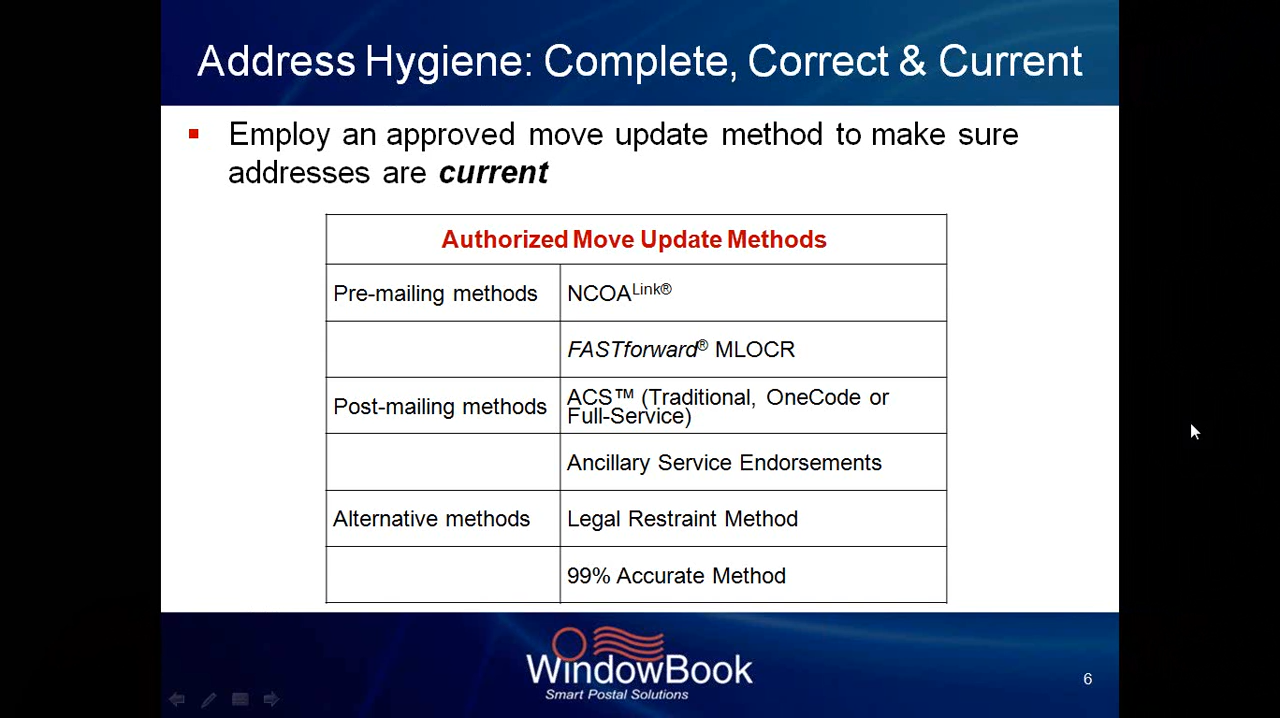 Address Hygiene: Complete, Correct & Current
Employ an approved move update method to make sure
addresses are current
Authorized Move Update Methods
Pre-mailing methods
NCOALink®
FASTforward® MLOCR
Post-mailing methods
ACS™ (Traditional, OneCode or
Full-Service)
Ancillary Service Endorsements
Alternative methods
Legal Restraint Method
99% Accurate Method
WindowBook
Smart Postal Solutions
6